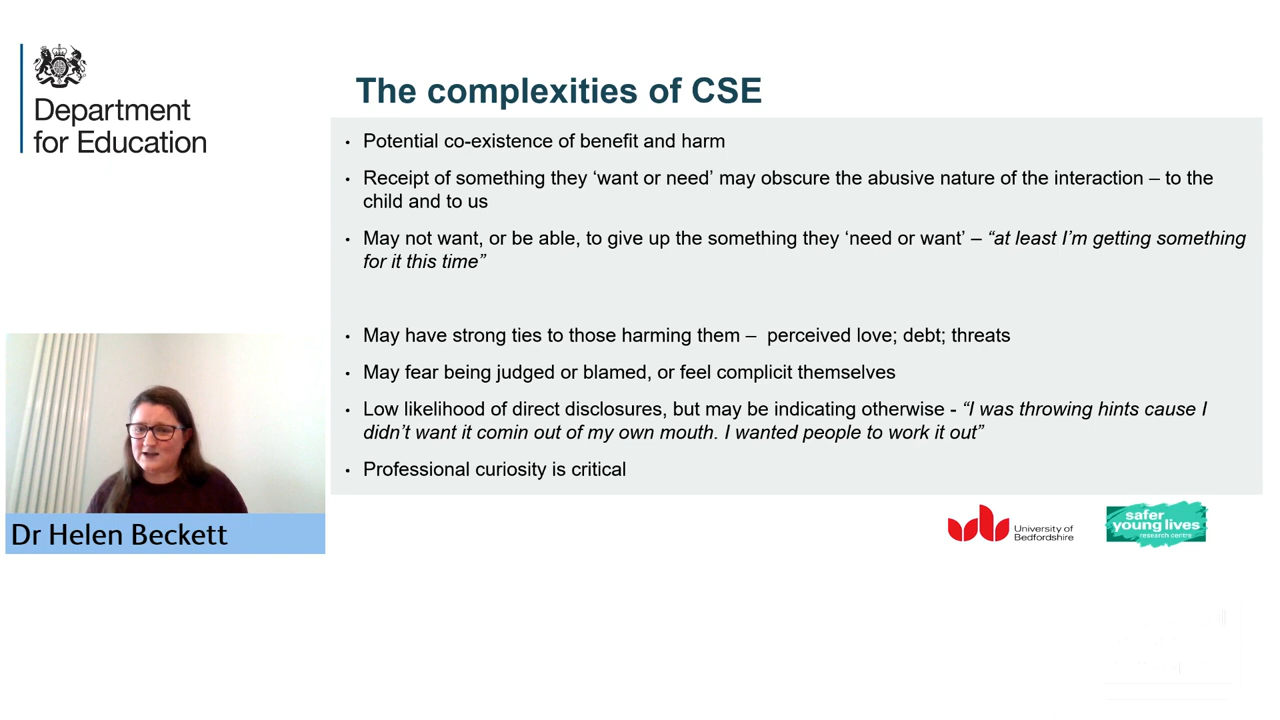 Department
for Education
The complexities of CSE
• Potential co-existence of benefit and harm
• Receipt of something they ‘want or need’ may obscure the abusive nature of the interaction – to the
child and to us
• May not want, or be able, to give up the something they ‘need or want’ – “at least I’m getting something
for it this time”
• May have strong ties to those harming them – perceived love; debt; threats
• May fear being judged or blamed, or feel complicit themselves
• Low likelihood of direct disclosures, but may be indicating otherwise - “I was throwing hints cause I
didn’t want it comin out of my own mouth. I wanted people to work it out”
• Professional curiosity is critical
Dr Helen Beckett
University of
Bedfordshire
safer
young lives
research centre